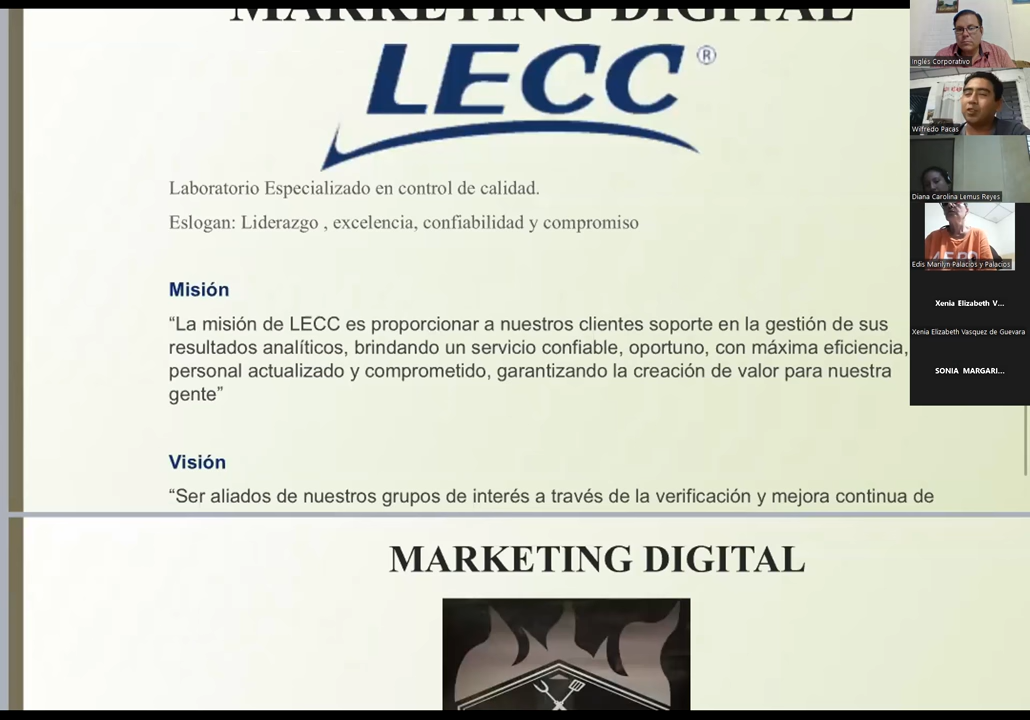 MARKETING DIGITAL
LECC®
Laboratorio Especializado en control de calidad.
Eslogan: Liderazgo , excelencia, confiabilidad y compromiso
Misión
“La misión de LECC es proporcionar a nuestros clientes soporte en la gestión de sus
resultados analíticos, brindando un servicio confiable, oportuno, con máxima eficiencia,
personal actualizado y comprometido, garantizando la creación de valor para nuestra
gente”
Visión
“Ser aliados de nuestros grupos de interés a través de la verificación y mejora continua de
MARKETING DIGITAL
Ingles Corporativo
Wilfredo Pacas
Diana Carolina Lemus Reyes
Edis Marilyn Palacios y Palacios
Xenia Elizabeth V...
Xenia Elizabeth Vasquez de Guevara
SONIA MARGARI...